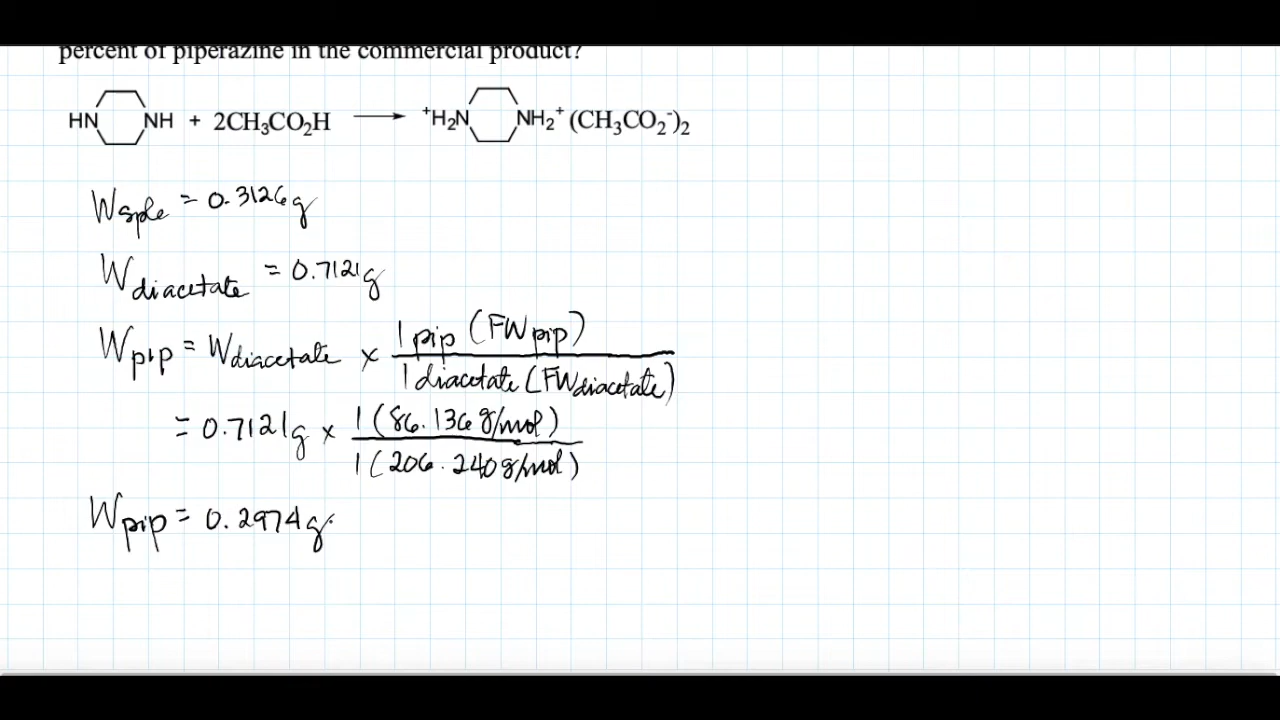 percent of piperazine in the commercial product?
HN NH + 2CH₃CO₂H ⟶ ⁺H₂N NH₂⁺ (CH₃CO₂⁻)₂
Wsple = 0.3126g
Wdiacetate = 0.7121g
Wpip = Wdiacetate × 1 pip (FWpip)
1 diacetate (FWdiacetate)
= 0.7121g × 1 (86.136 g/mol)
1 (206.240 g/mol)
Wpip = 0.2974g